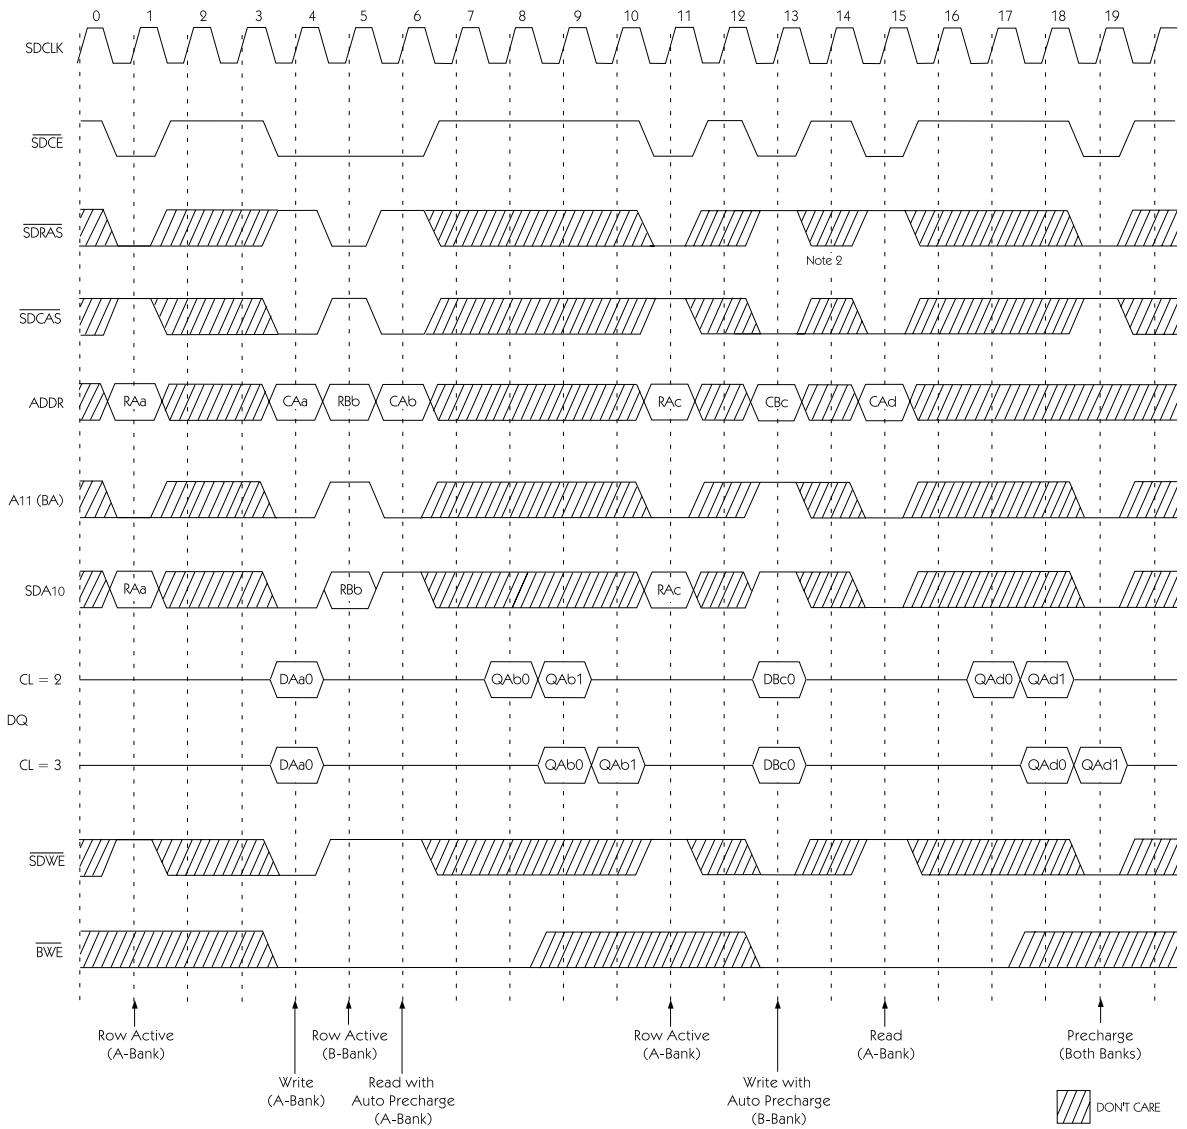 0 1 2 3 4 5 6 7 8 9 10 11 12 13 14 15 16 17 18 19
SDCLK
SDCE
SDRAS
Note 2
SDCAS
ADDR RAa CAa RBb CAb RAc CBc CAd
A11 (BA)
SDA10 RAa RBb RAc
CL = 2 DAa0 QAb0 QAb1 DBc0 QAd0 QAd1
DQ
CL = 3 DAa0 QAb0 QAb1 DBc0 QAd0 QAd1
SDWE
BWE
Row Active
(A-Bank)
Row Active
(B-Bank)
Row Active
(A-Bank)
Read
(A-Bank)
Precharge
(Both Banks)
Write
(A-Bank)
Read with
Auto Precharge
(A-Bank)
Write with
Auto Precharge
(B-Bank)
DON'T CARE